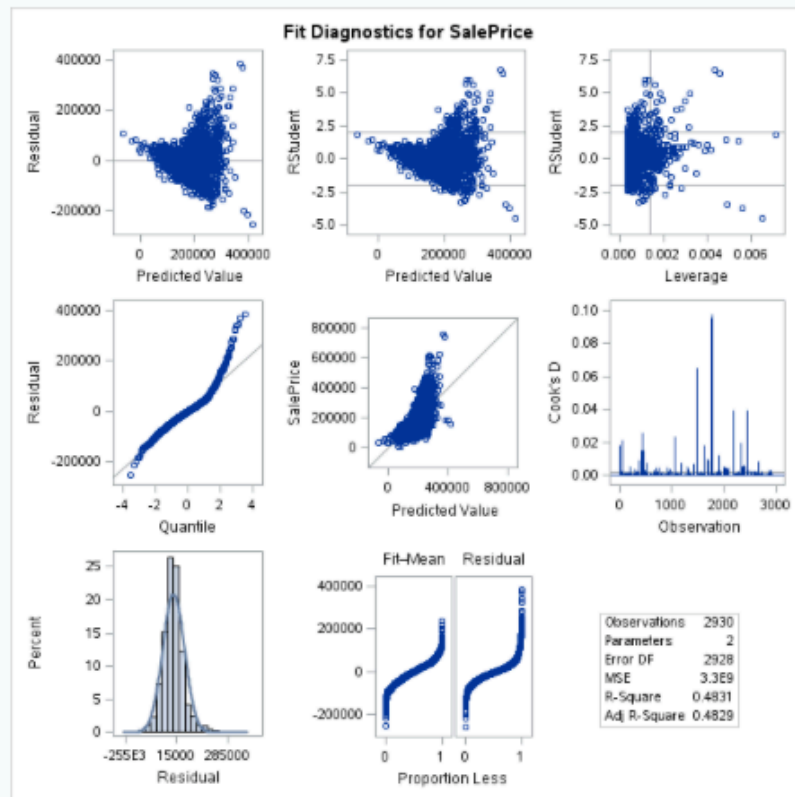 Fit Diagnostics for SalePrice
400000
200000
0
-200000
Residual
0
200000
400000
Predicted Value
7.5
5.0
2.5
0.0
-2.5
-5.0
RStudent
0
200000
400000
Predicted Value
7.5
5.0
2.5
0.0
-2.5
-5.0
RStudent
0.000
0.002
0.004
0.006
Leverage
400000
200000
0
-200000
Residual
-4
-2
0
2
4
Quantile
800000
600000
400000
200000
0
SalePrice
0
400000
800000
Predicted Value
0.10
0.08
0.06
0.04
0.02
0.00
Cook's D
0
1000
2000
3000
Observation
25
20
15
10
5
0
Percent
-255E3
15000
285000
Residual
Fit–Mean
Residual
400000
200000
0
-200000
0
1
0
1
Proportion Less
Observations 2930
Parameters 2
Error DF 2928
MSE 3.3E9
R-Square 0.4831
Adj R-Square 0.4829